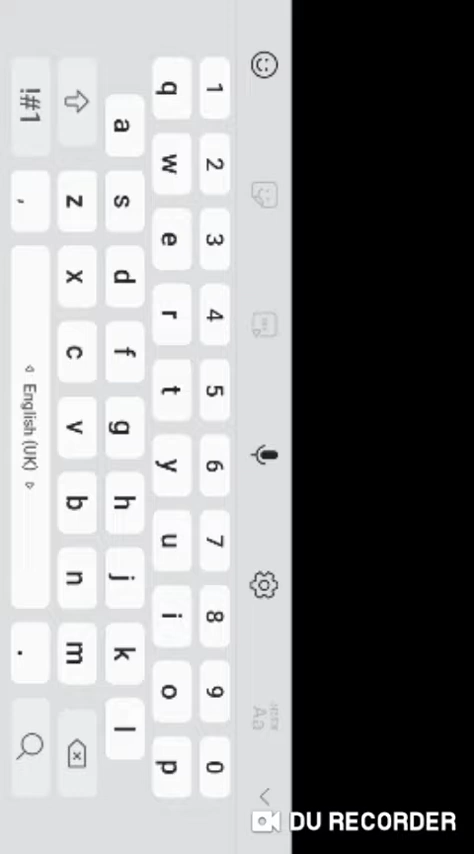 1 2 3 4 5 6 7 8 9 0
q w e r t y u i o p
a s d f g h j k l
z x c v b n m
!#1 , English (UK) .
DU RECORDER